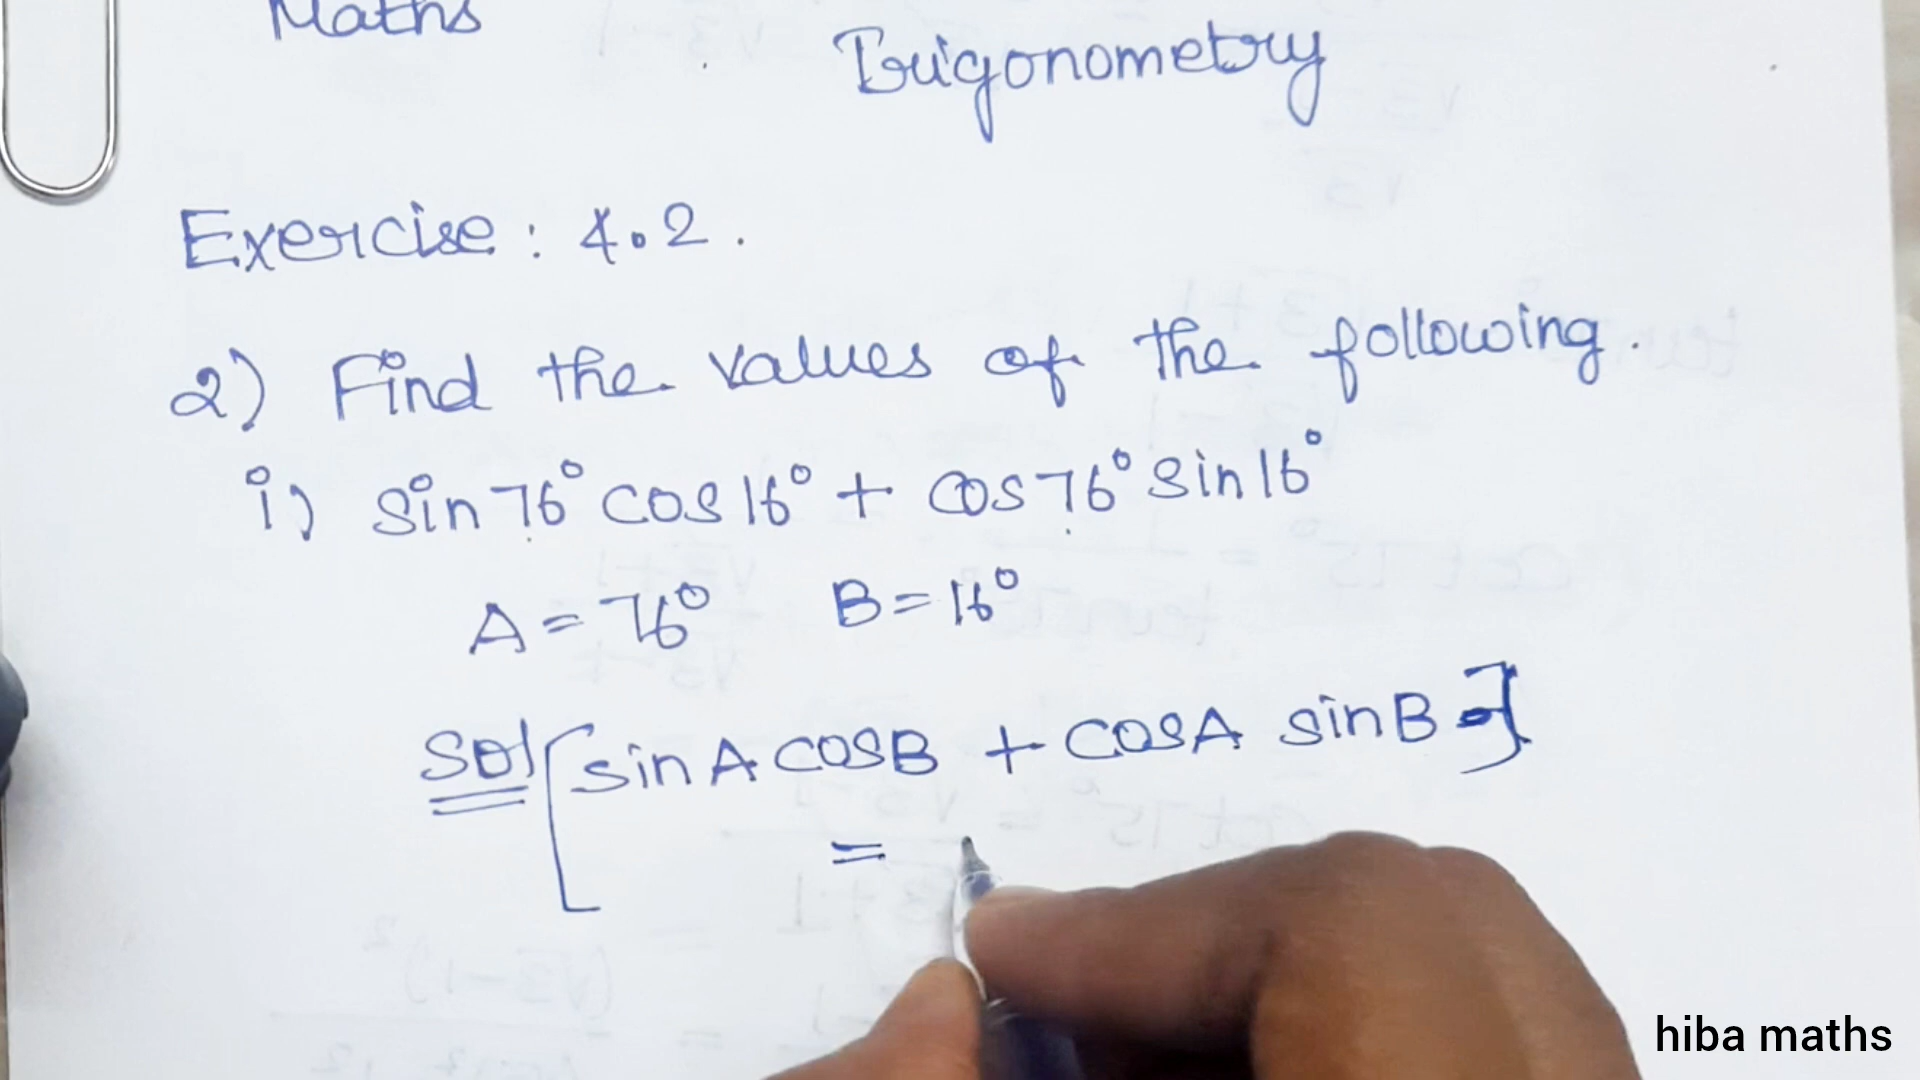 Maths
Trigonometry
Exercise : 4.2.
2) Find the values of the following.
i) sin 76° cos 16° + cos 76° sin 16°
A = 76° B = 16°
Sol [sin A cos B + cos A sin B]
=
hiba maths